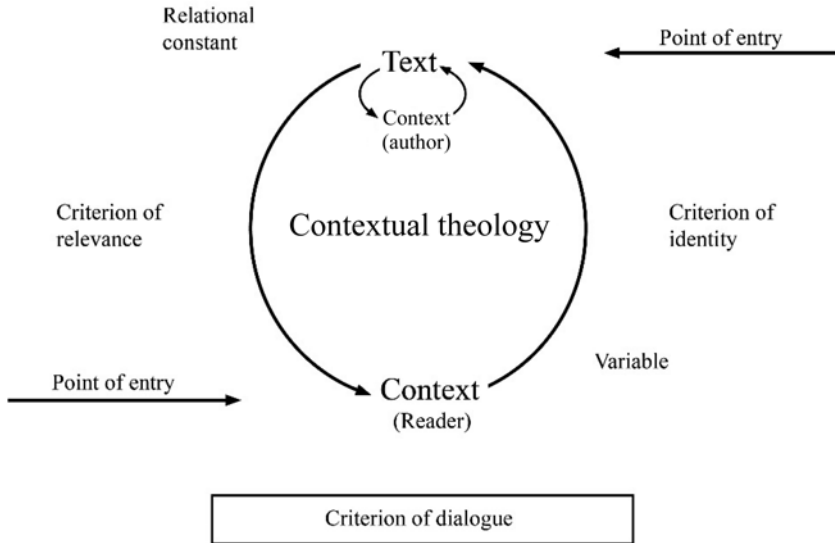 Relational
constant
Point of entry
Text
Context
(author)
Criterion of
relevance
Contextual theology
Criterion of
identity
Variable
Point of entry
Context
(Reader)
Criterion of dialogue